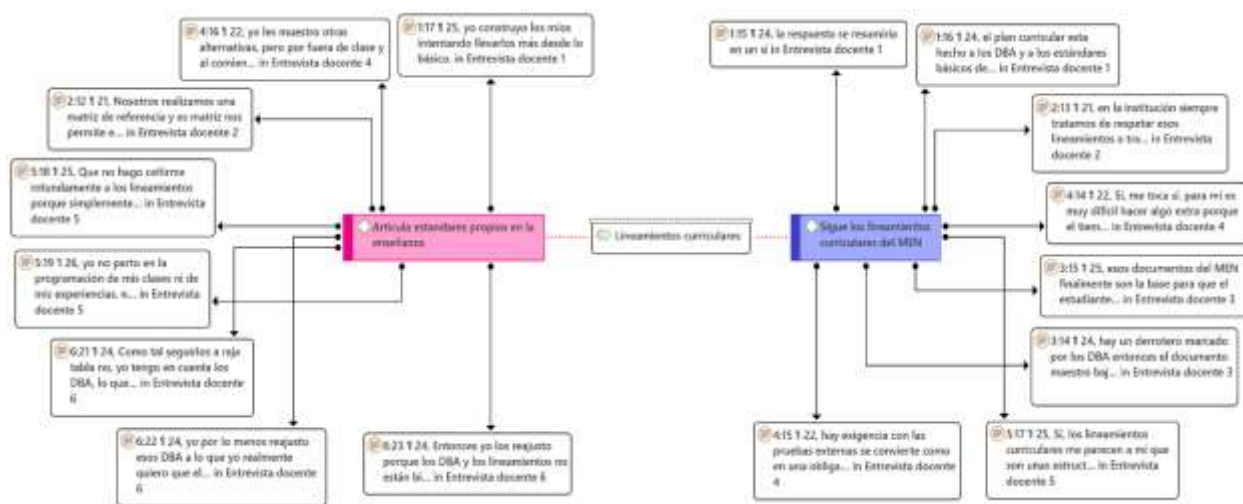 4:16 ¶ 22, yo les muestro otras
alternativas, pero por fuera de clase y
al comien... in Entrevista docente 4
1:17 ¶ 25, yo construyo los míos
intentando llevarlos más desde lo
básico. in Entrevista docente 1
2:12 ¶ 21, Nosotros realizamos una
matriz de referencia y es matriz nos
permite e... in Entrevista docente 2
5:18 ¶ 25, Que no hago ceñirme
rotundamente a los lineamientos
porque simplemente... in Entrevista
docente 5
5:19 ¶ 26, yo no parto en la
programación de mis clases ni de
mis experiencias, n... in Entrevista
docente 5
6:21 ¶ 24, Como tal seguirlos a raja
tabla no, yo tengo en cuenta los
DBA, lo que... in Entrevista docente
6
6:22 ¶ 24, yo por lo menos reajusto
esos DBA a lo que yo realmente
quiero que el... in Entrevista docente
6
6:23 ¶ 24, Entonces yo los reajusto
porque los DBA y los lineamientos no
están bi... in Entrevista docente 6
Articula estandares propios en la
enseñanza
Lineamientos curriculares
Sigue los lineamientos
curriculares del MEN
1:15 ¶ 24, la respuesta se resumiría
en un sí in Entrevista docente 1
1:16 ¶ 24, el plan curricular esta
hecho a los DBA y a los estándares
básicos de... in Entrevista docente 1
2:13 ¶ 21, en la institución siempre
tratamos de respetar esos
lineamientos a tra... in Entrevista
docente 2
4:14 ¶ 22, Sí, me toca sí. para mí es
muy difícil hacer algo extra porque
el tiem... in Entrevista docente 4
3:15 ¶ 25, esos documentos del MEN
finalmente son la base para que el
estudiante... in Entrevista docente 3
3:14 ¶ 24, hay un derrotero marcado
por los DBA entonces el documento
maestro baj... in Entrevista docente 3
4:15 ¶ 22, hay exigencia con las
pruebas externas se convierte como
en una obliga... in Entrevista docente
4
5:17 ¶ 25, Sí, los lineamientos
curriculares me parecen a mí que
son unas estruct... in Entrevista
docente 5